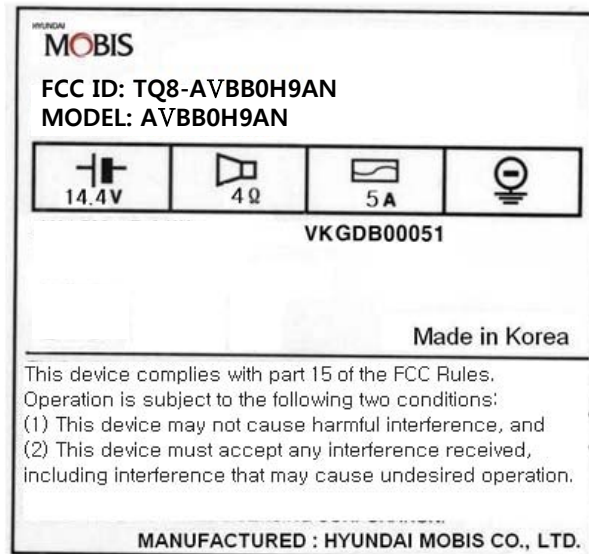 HYUNDAI
MOBIS
FCC ID: TQ8-AVBB0H9AN
MODEL: AVBB0H9AN
14.4V 4Ω 5A
VKGDB00051
Made in Korea
This device complies with part 15 of the FCC Rules.
Operation is subject to the following two conditions:
(1) This device may not cause harmful interference, and
(2) This device must accept any interference received,
including interference that may cause undesired operation.
MANUFACTURED : HYUNDAI MOBIS CO., LTD.